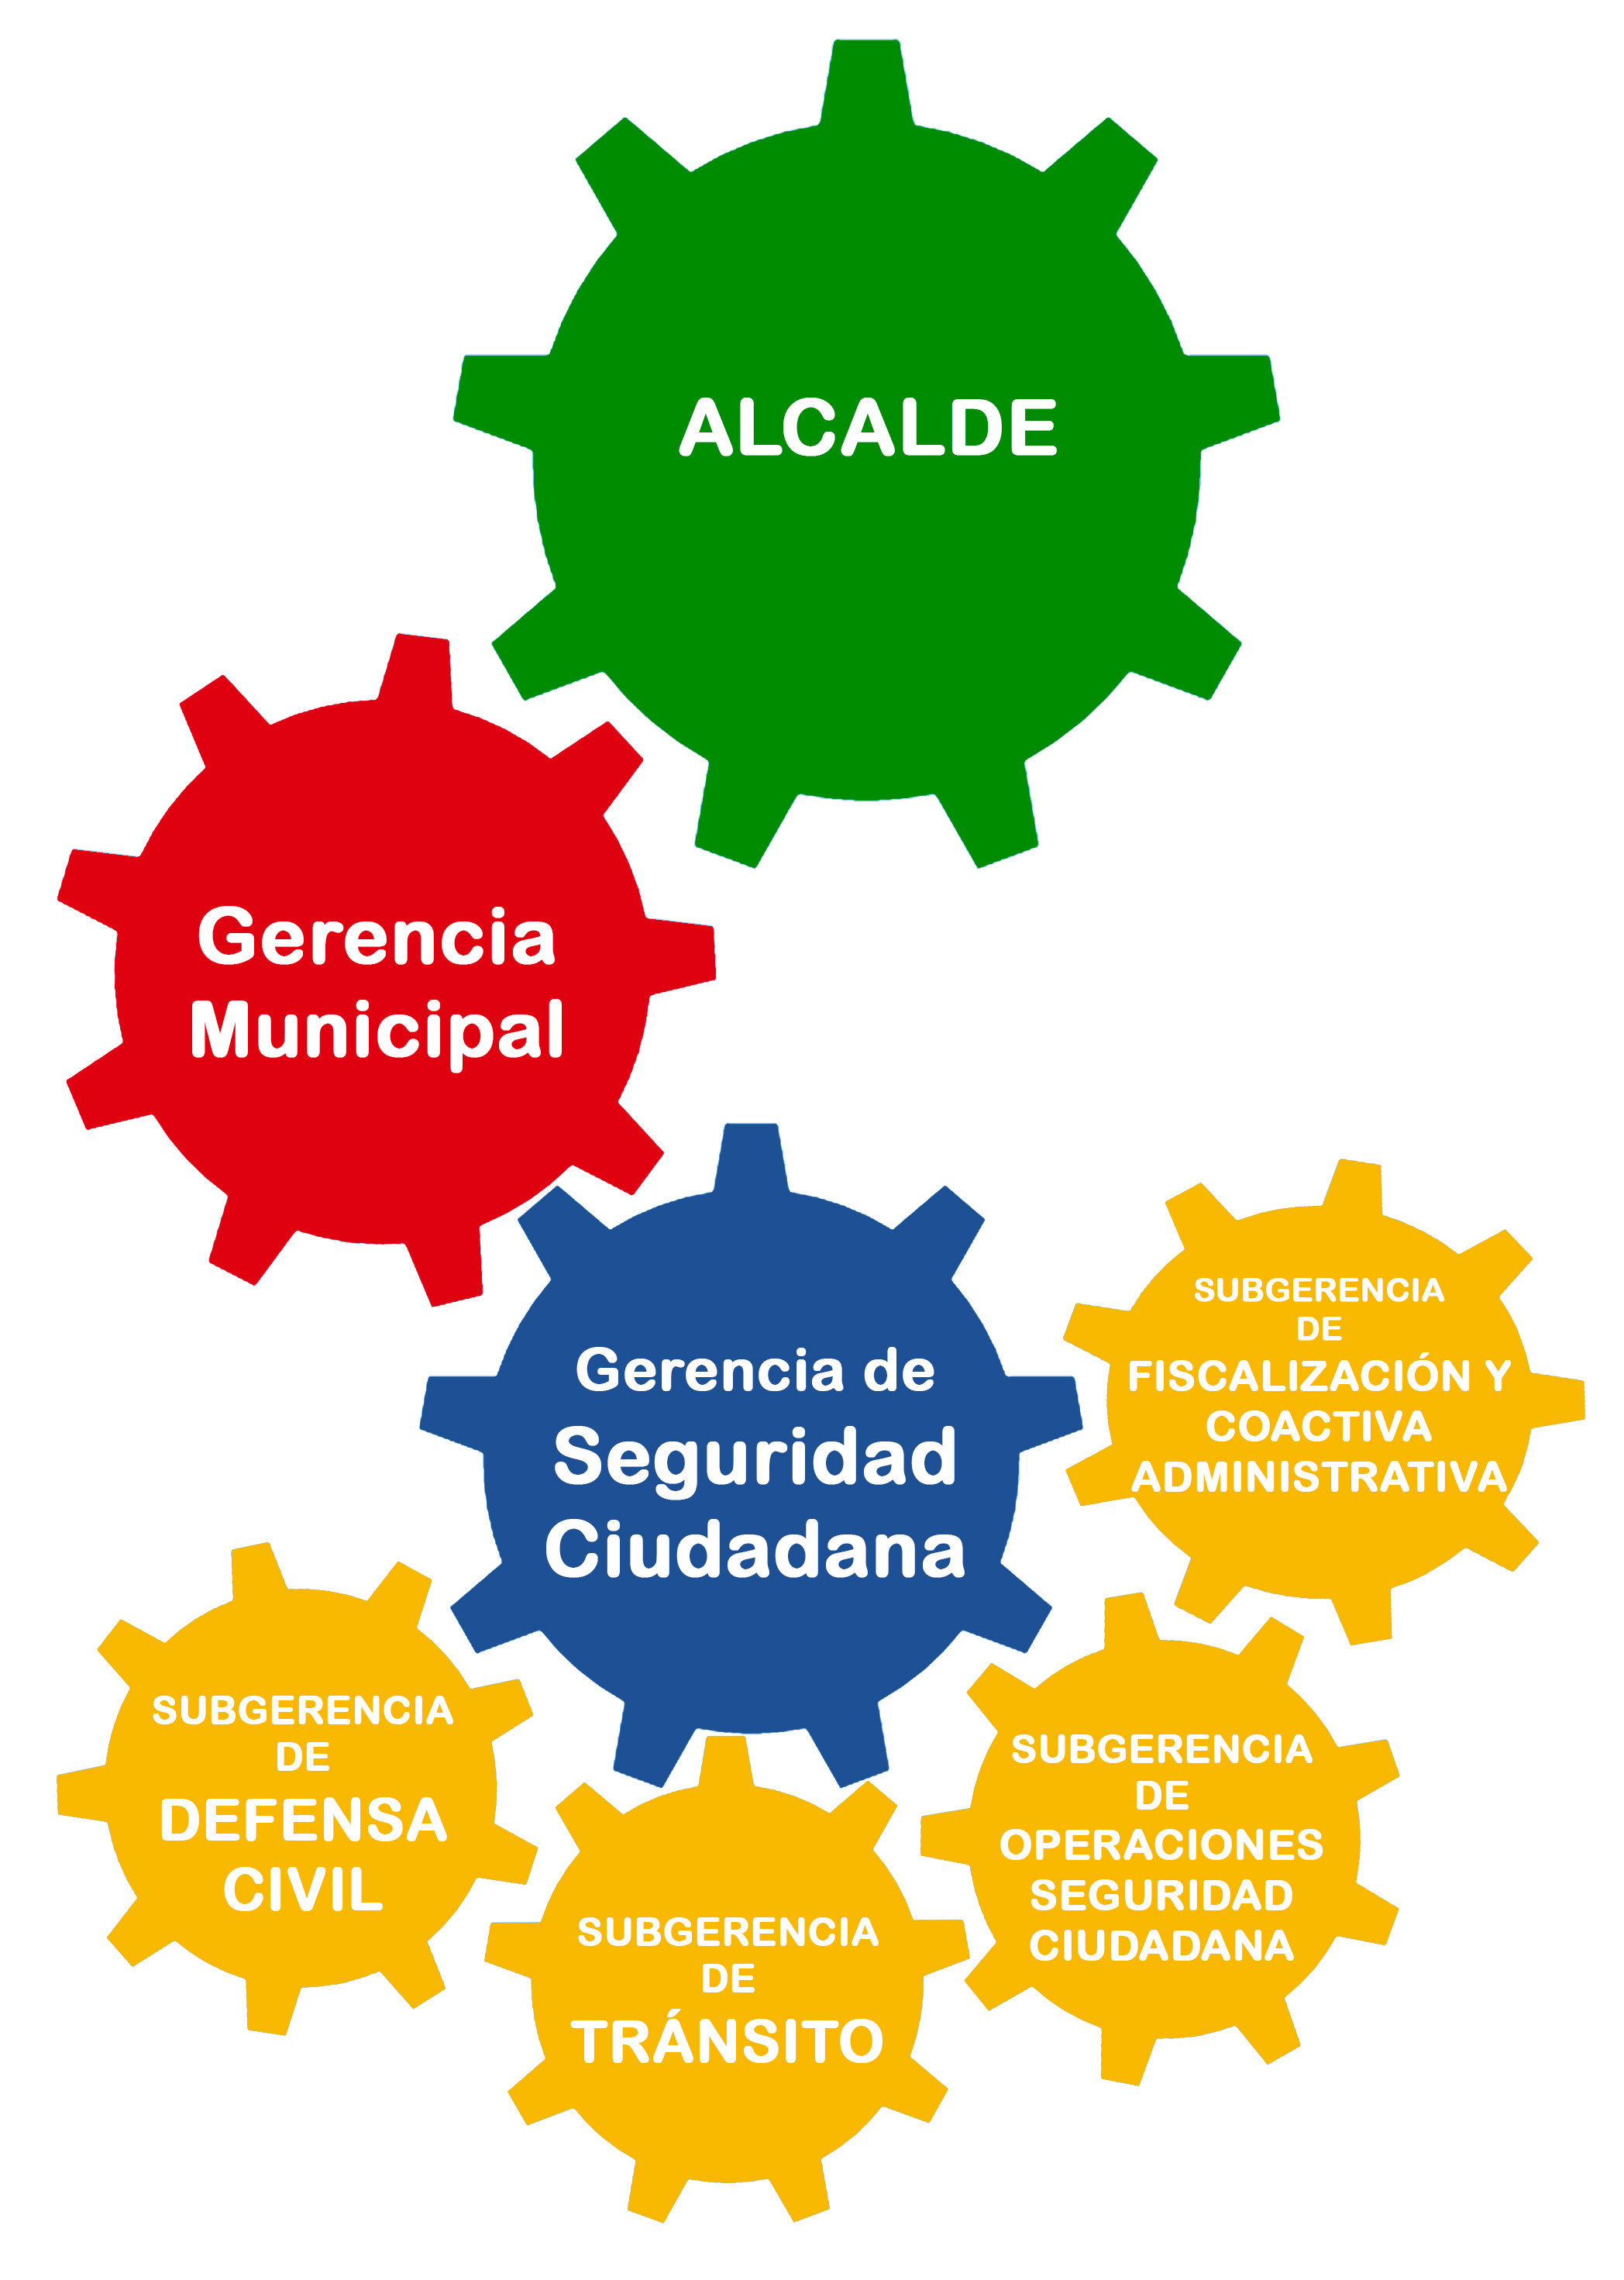 ALCALDE
Gerencia
Municipal
Gerencia de
Seguridad
Ciudadana
SUBGERENCIA
DE
FISCALIZACIÓN Y
COACTIVA
ADMINISTRATIVA
SUBGERENCIA
DE
DEFENSA
CIVIL
SUBGERENCIA
DE
OPERACIONES
SEGURIDAD
CIUDADANA
SUBGERENCIA
DE
TRÁNSITO